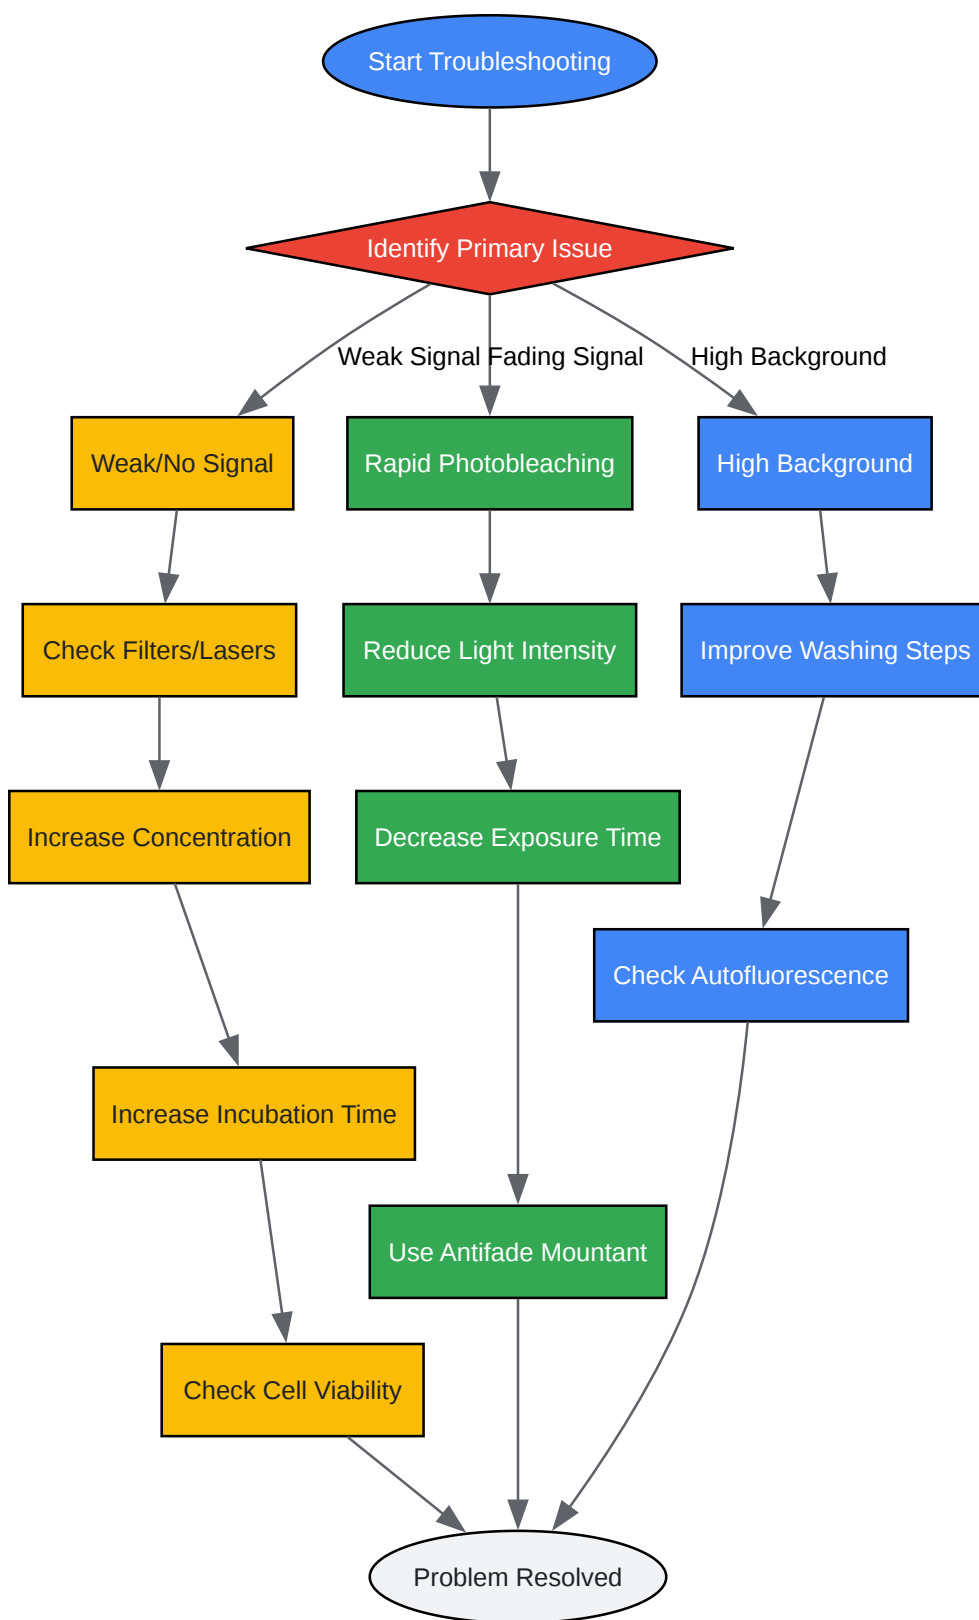 Start Troubleshooting
Identify Primary Issue
Weak Signal
Fading Signal
High Background
Weak/No Signal
Rapid Photobleaching
High Background
Check Filters/Lasers
Reduce Light Intensity
Improve Washing Steps
Increase Concentration
Decrease Exposure Time
Check Autofluorescence
Increase Incubation Time
Use Antifade Mountant
Check Cell Viability
Problem Resolved